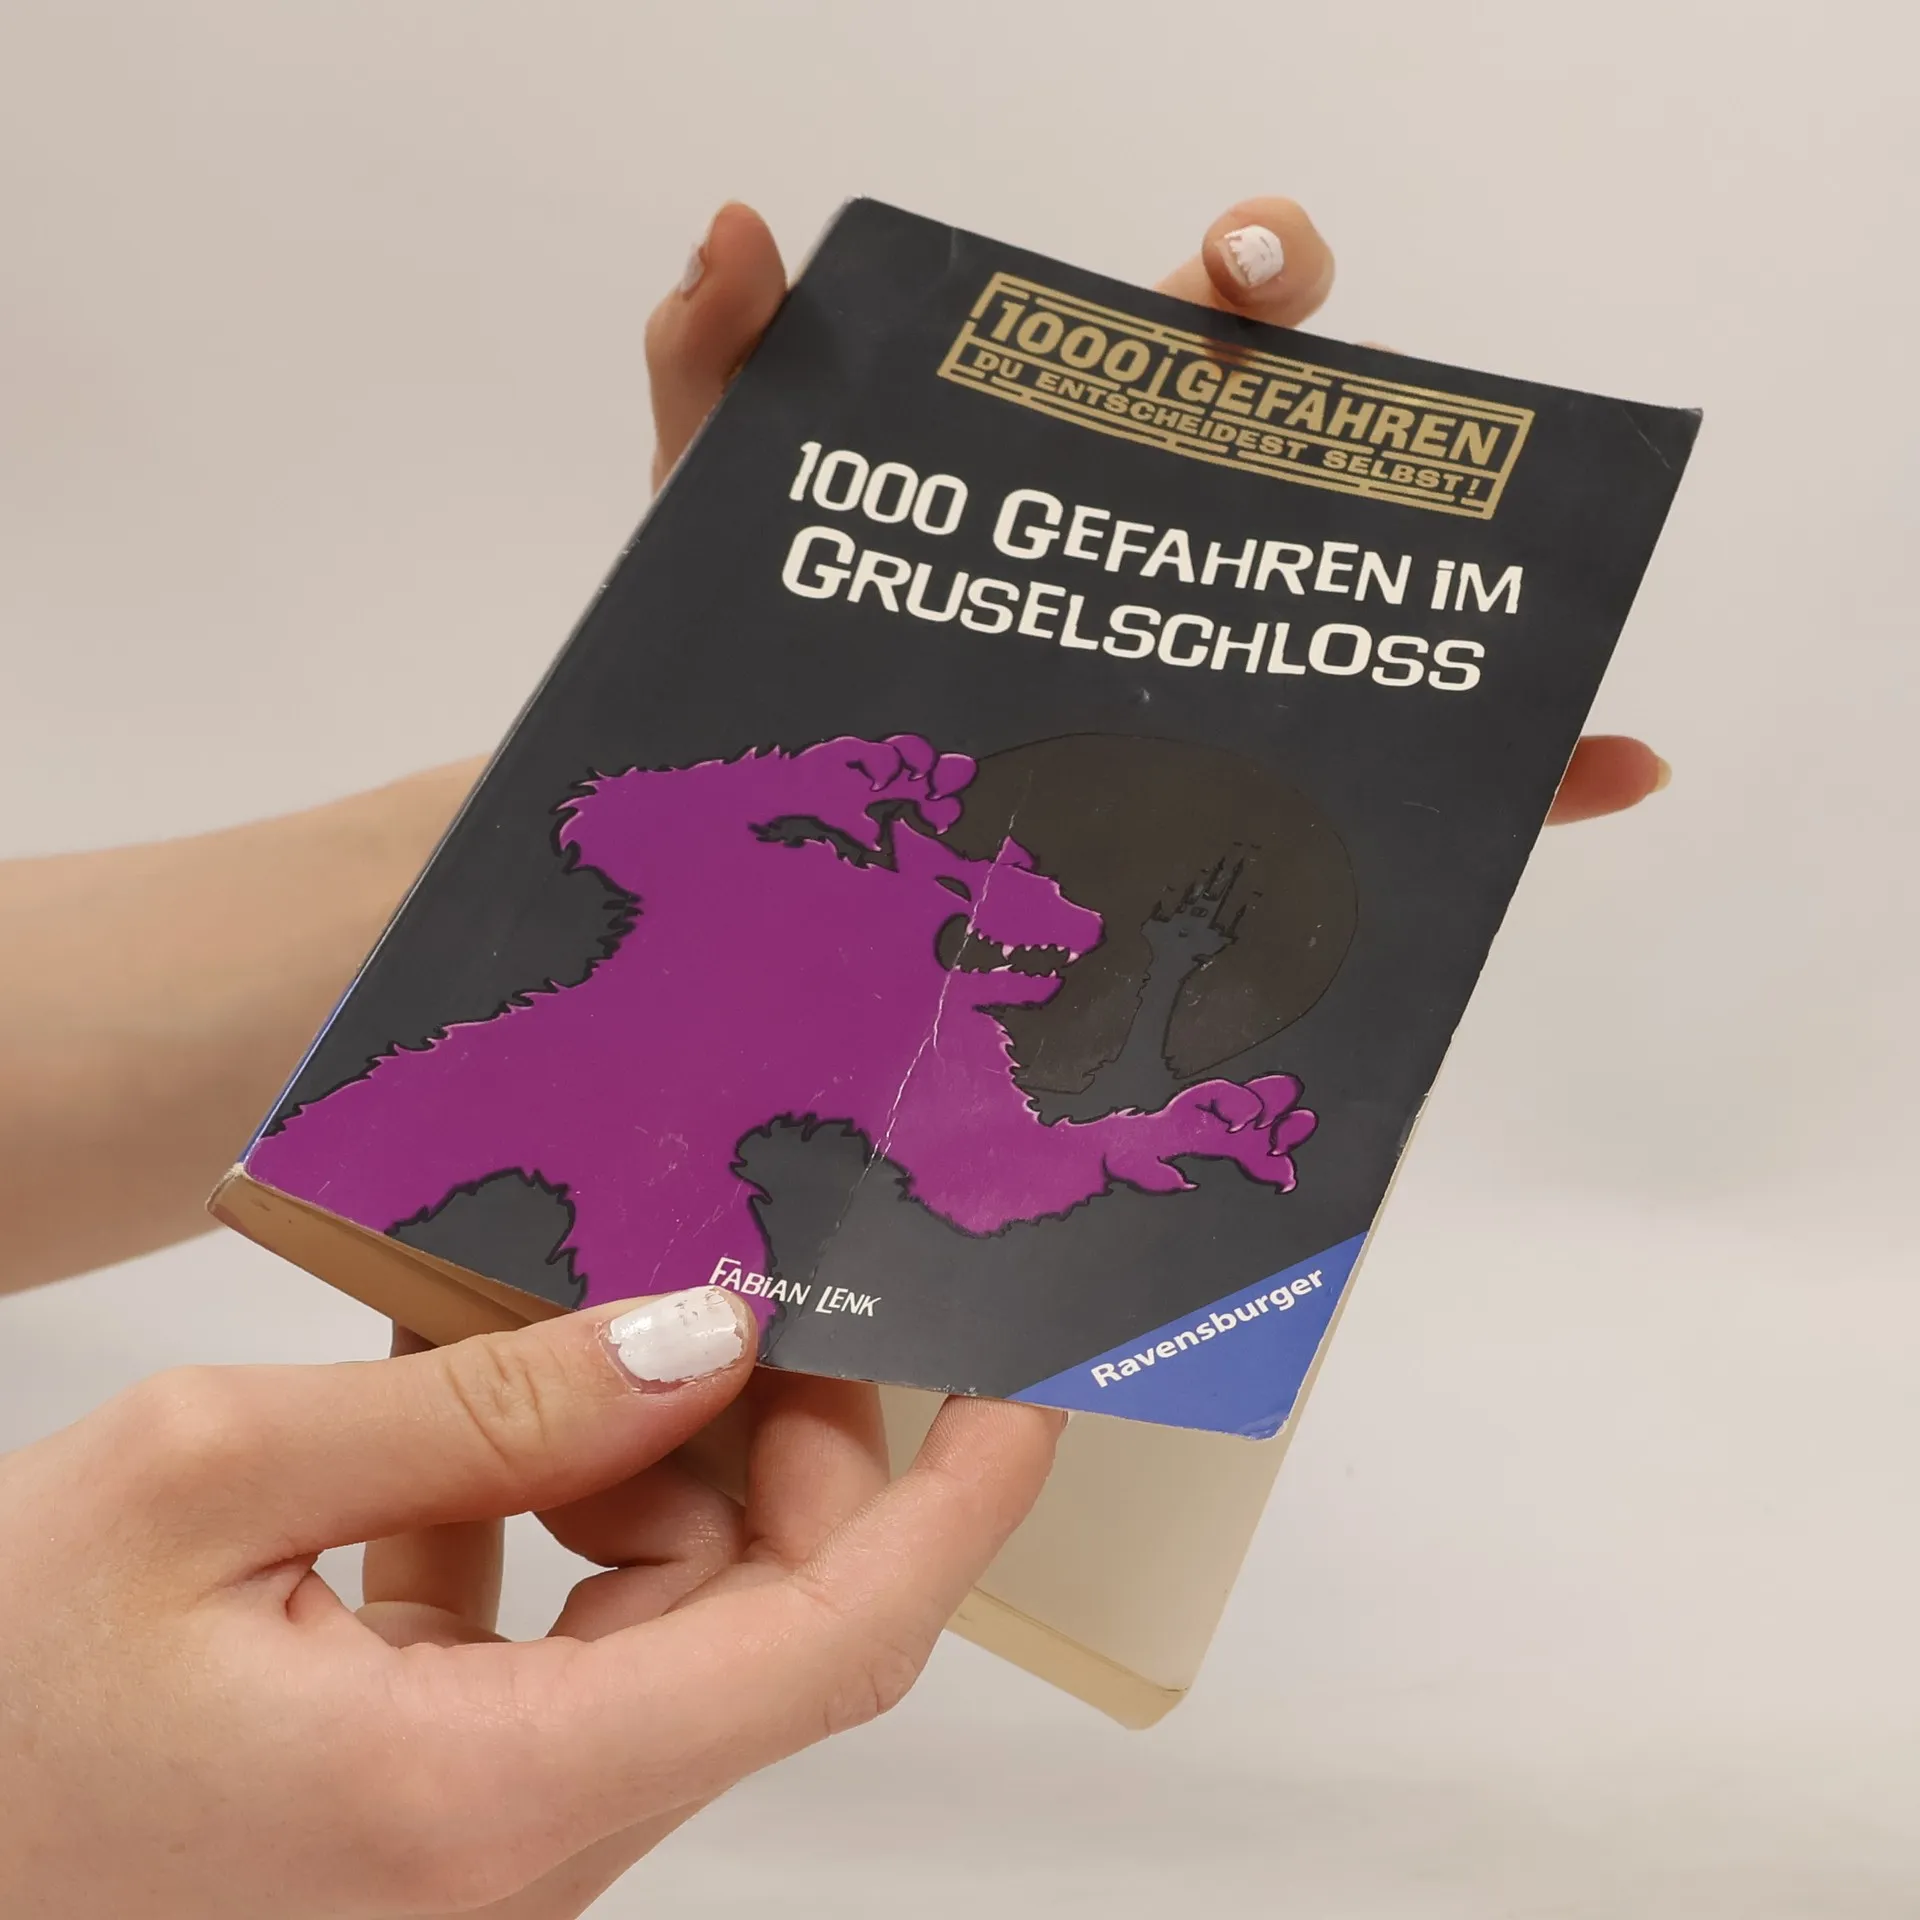 1000 GEFAHREN
DU ENTSCHEIDEST SELBST!
1000 GEFAHREN IM
GRUSELSCHLOSS
FABIAN LENK
Ravensburger